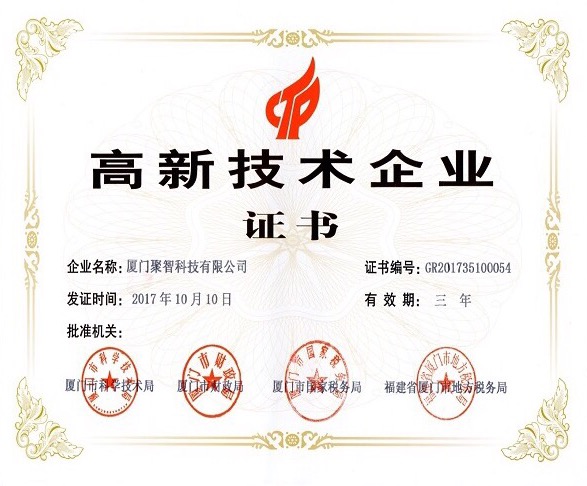 高新技术企业
证书
企业名称：厦门聚智科技有限公司 证书编号：GR201735100054
发证时间：2017年10月10日 有效期：三年
批准机关：
厦门市科学技术局 厦门市财政局 厦门市国家税务局 福建省厦门市地方税务局